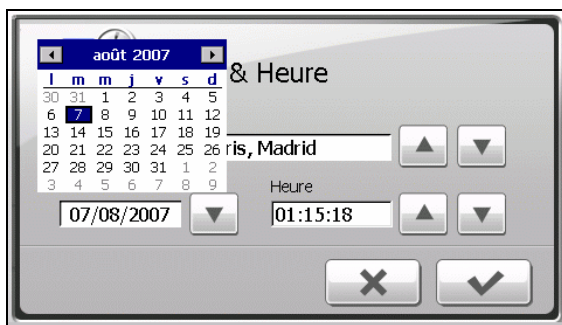 août 2007
& Heure
l m m j v s d
30 31 1 2 3 4 5
6 7 8 9 10 11 12
13 14 15 16 17 18 19
20 21 22 23 24 25 26
ris, Madrid
27 28 29 30 31 1 2
3 4 5 6 7 8 9
Heure
07/08/2007
01:15:18